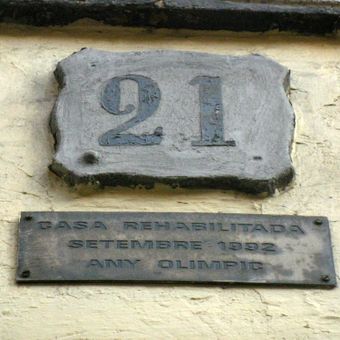 21
CASA REHABILITADA
SETEMBRE 1992
ANY OLIMPIC